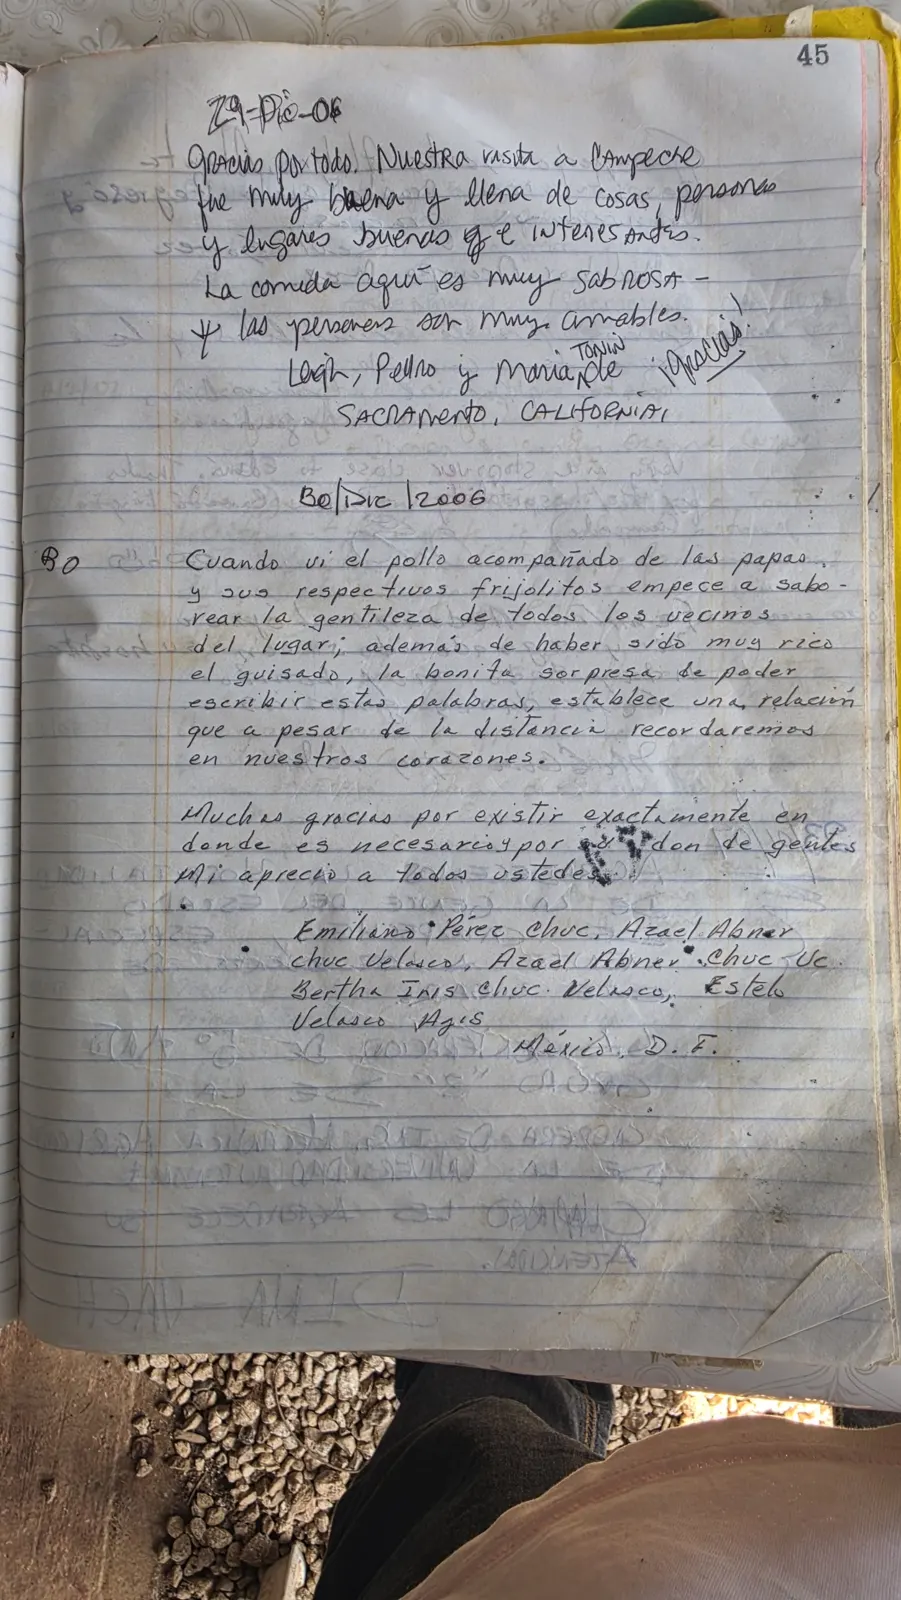 45
29-Dic-06
Gracias por todo. Nuestra visita a Campeche
fue muy buena y llena de cosas, personas
y lugares buenas e interesantes.
La comida aquí es muy sabrosa -
y las personas son muy amables.
Leigh, Pedro y Maria TONIN
¡Gracias!
SACRAMENTO, CALIFORNIA,
30/Dic/2006
30
Cuando vi el pollo acompañado de las papas,
y sus respectivos frijolitos empece a sabo-
rear la gentileza de todos los vecinos
del lugar; además de haber sido muy rico
el guisado, la bonita sorpresa de poder
escribir estas palabras, establece una relación
que a pesar de la distancia recordaremos
en nuestros corazones.
Muchas gracias por existir exactamente en
donde es necesario y por don de gentes
Mi aprecio a todos ustedes.
Emiliano Pérez Chuc, Azael Abner
Chuc Velasco, Azael Abner Chuc Uc
Bertha Iris Chuc Velasco, Estela
Velasco Agis
México, D. F.